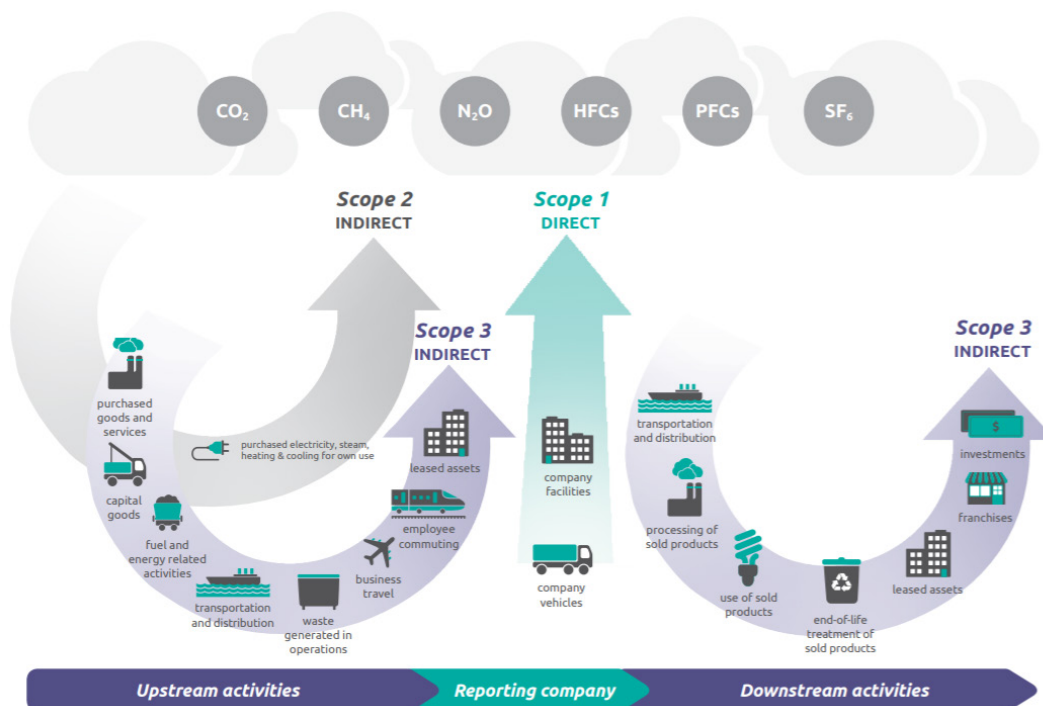 CO₂
CH₄
N₂O
HFCs
PFCs
SF₆
Scope 2
INDIRECT
Scope 1
DIRECT
Scope 3
INDIRECT
Scope 3
INDIRECT
purchased
goods and
services
capital
goods
fuel and
energy related
activities
purchased electricity, steam,
heating & cooling for own use
transportation
and distribution
waste
generated in
operations
business
travel
employee
commuting
leased assets
company
facilities
company
vehicles
transportation
and distribution
processing of
sold products
use of sold
products
end-of-life
treatment of
sold products
leased assets
franchises
$
investments
Upstream activities
Reporting company
Downstream activities